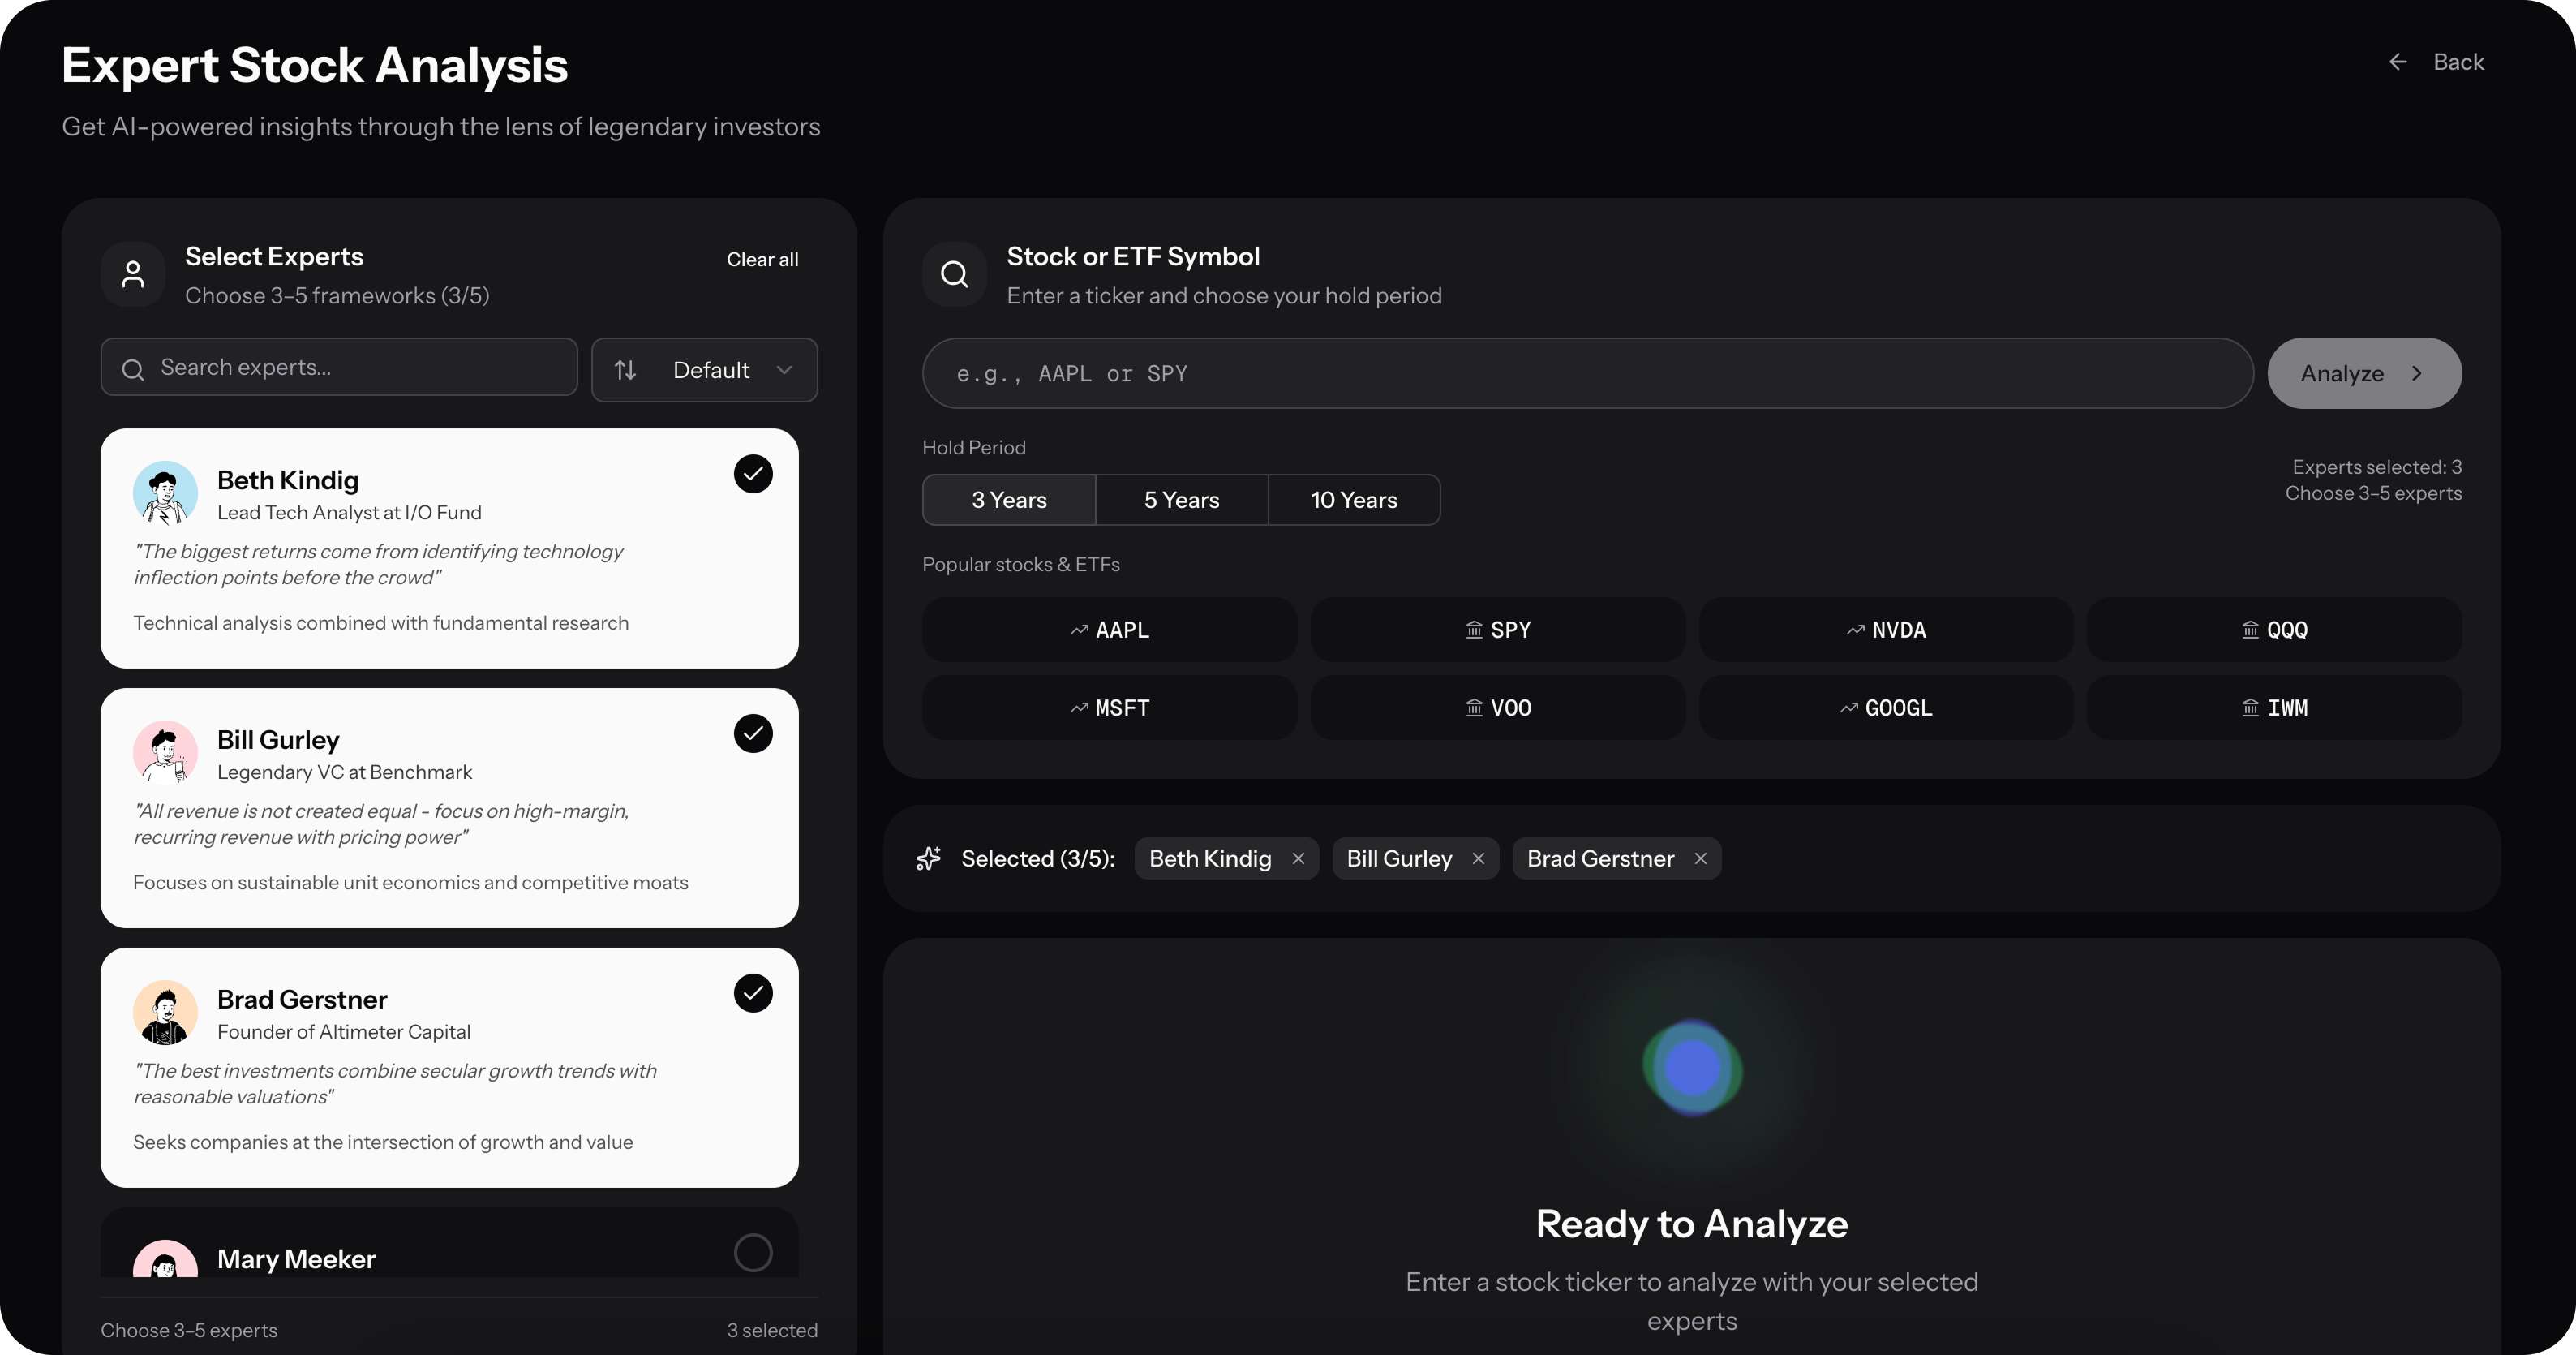 Expert Stock Analysis
Get AI-powered insights through the lens of legendary investors
Back
Select Experts
Choose 3–5 frameworks (3/5)
Clear all
Search experts...
Default
Beth Kindig
Lead Tech Analyst at I/O Fund
"The biggest returns come from identifying technology
inflection points before the crowd"
Technical analysis combined with fundamental research
Bill Gurley
Legendary VC at Benchmark
"All revenue is not created equal - focus on high-margin,
recurring revenue with pricing power"
Focuses on sustainable unit economics and competitive moats
Brad Gerstner
Founder of Altimeter Capital
"The best investments combine secular growth trends with
reasonable valuations"
Seeks companies at the intersection of growth and value
Mary Meeker
Choose 3–5 experts
3 selected
Stock or ETF Symbol
Enter a ticker and choose your hold period
e.g., AAPL or SPY
Analyze
Hold Period
3 Years
5 Years
10 Years
Experts selected: 3
Choose 3–5 experts
Popular stocks & ETFs
AAPL
SPY
NVDA
QQQ
MSFT
VOO
GOOGL
IWM
Selected (3/5):
Beth Kindig
Bill Gurley
Brad Gerstner
Ready to Analyze
Enter a stock ticker to analyze with your selected
experts